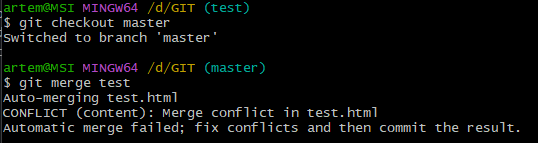 artem@MSI MINGW64 /d/GIT (test)
$ git checkout master
Switched to branch 'master'
artem@MSI MINGW64 /d/GIT (master)
$ git merge test
Auto-merging test.html
CONFLICT (content): Merge conflict in test.html
Automatic merge failed; fix conflicts and then commit the result.